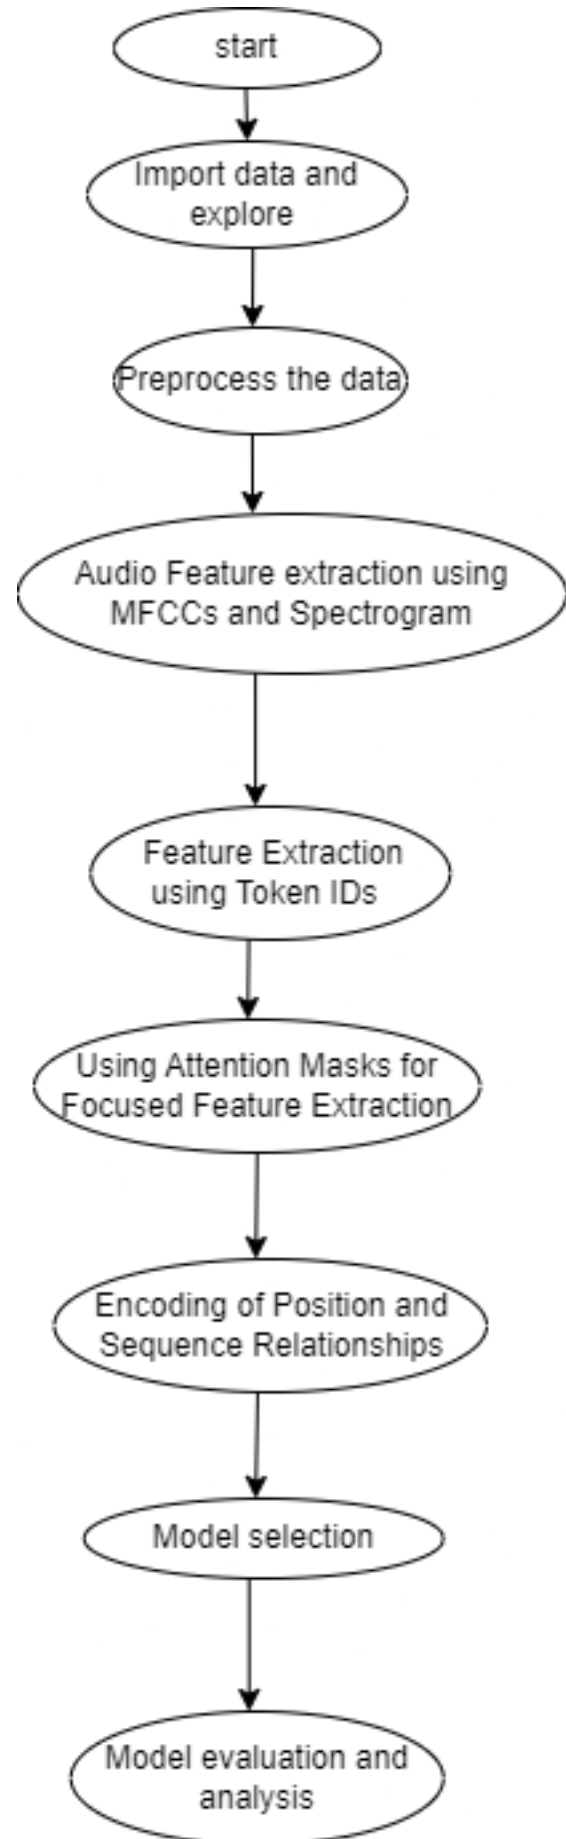 start
Import data and
explore
Preprocess the data
Audio Feature extraction using
MFCCs and Spectrogram
Feature Extraction
using Token IDs
Using Attention Masks for
Focused Feature Extraction
Encoding of Position and
Sequence Relationships
Model selection
Model evaluation and
analysis